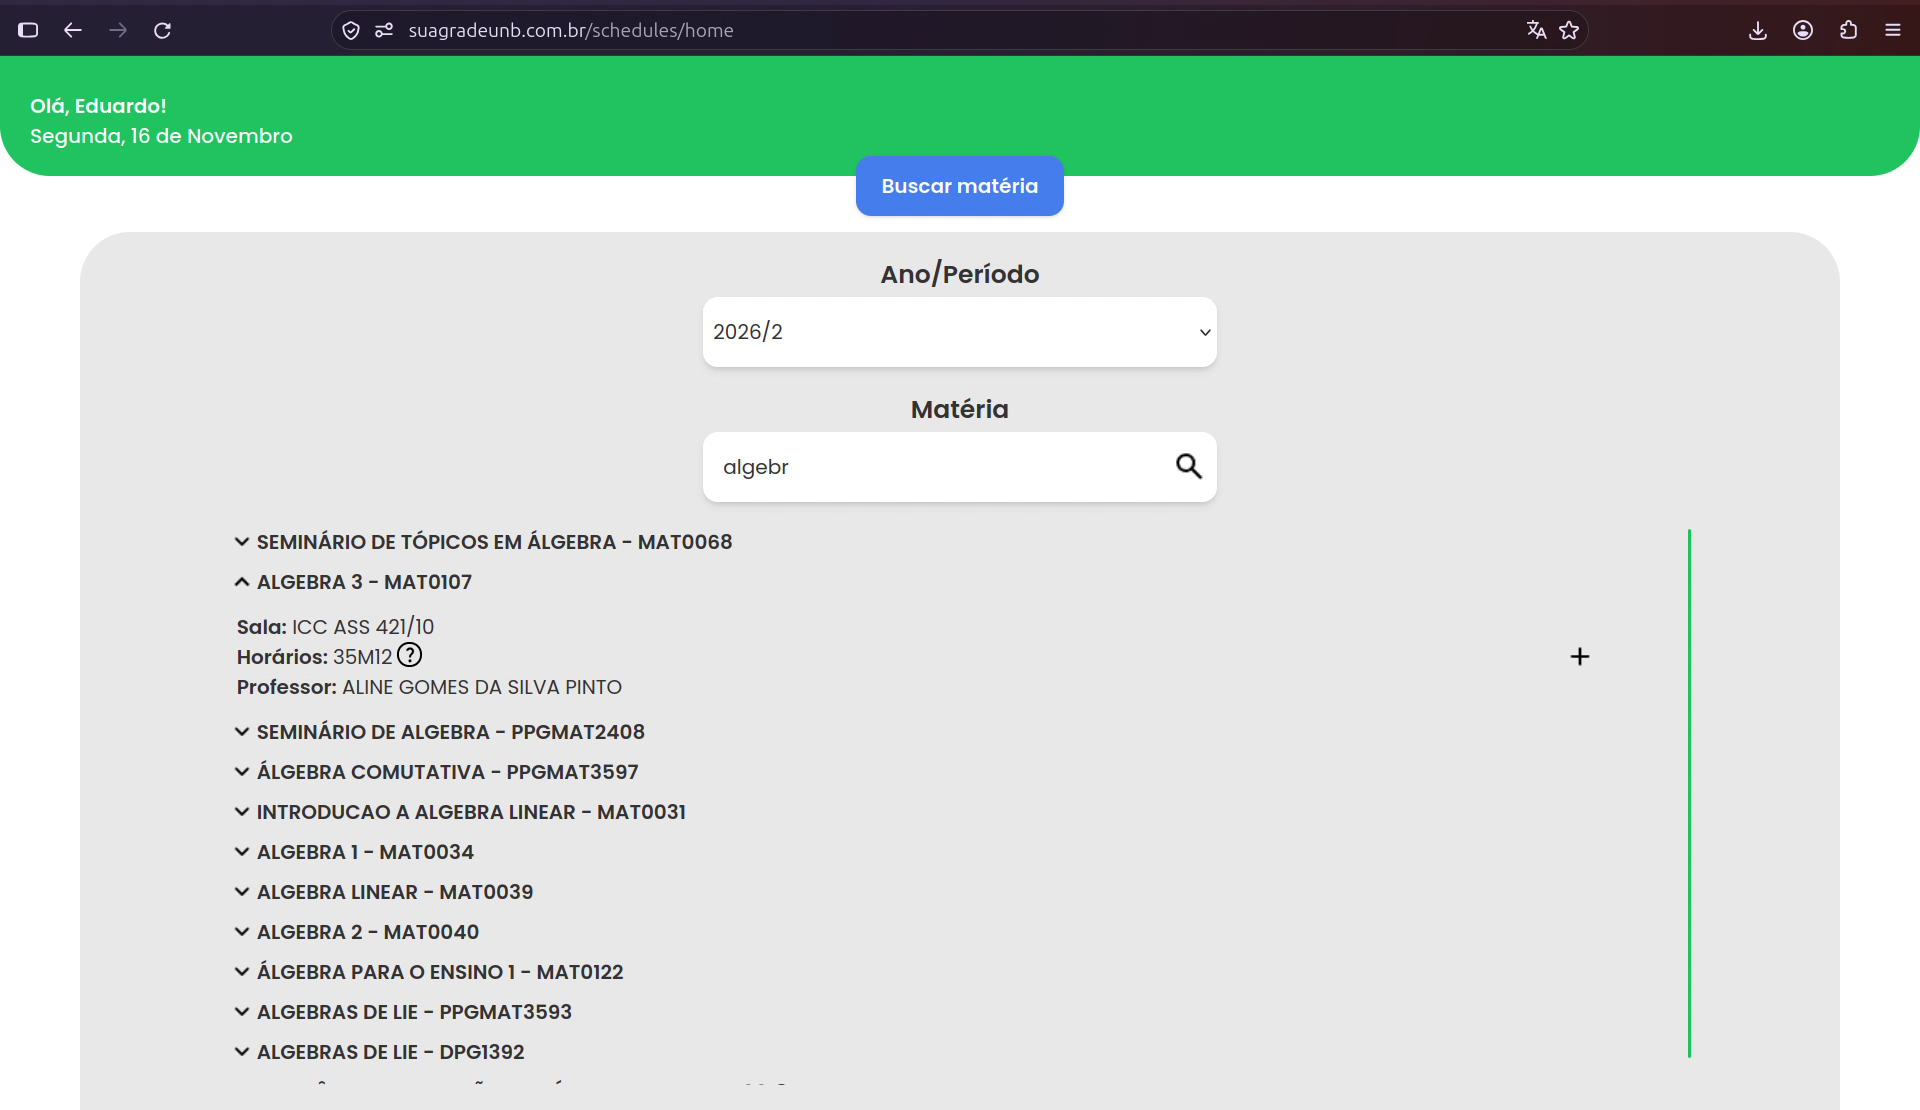 suagradeunb.com.br/schedules/home
Olá, Eduardo!
Segunda, 16 de Novembro
Buscar matéria
Ano/Período
2026/2
Matéria
algebr
SEMINÁRIO DE TÓPICOS EM ÁLGEBRA - MAT0068
ALGEBRA 3 - MAT0107
Sala: ICC ASS 421/10
Horários: 35M12 ?
Professor: ALINE GOMES DA SILVA PINTO
SEMINÁRIO DE ALGEBRA - PPGMAT2408
ÁLGEBRA COMUTATIVA - PPGMAT3597
INTRODUCAO A ALGEBRA LINEAR - MAT0031
ALGEBRA 1 - MAT0034
ALGEBRA LINEAR - MAT0039
ALGEBRA 2 - MAT0040
ÁLGEBRA PARA O ENSINO 1 - MAT0122
ALGEBRAS DE LIE - PPGMAT3593
ALGEBRAS DE LIE - DPG1392